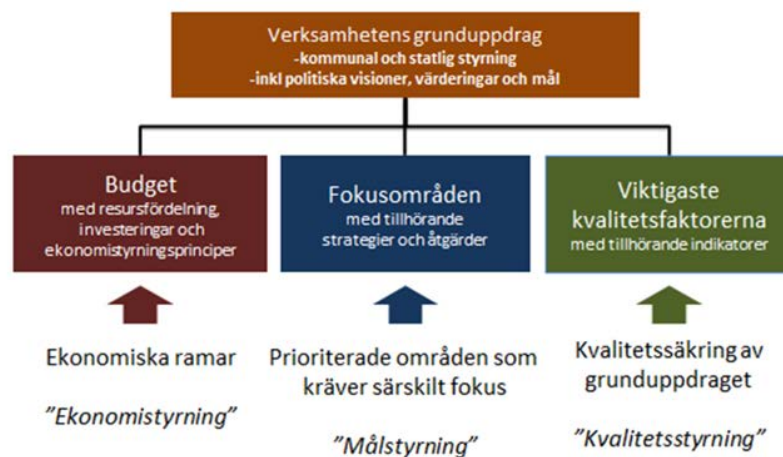 Verksamhetens grunduppdrag
-kommunal och statlig styrning
-inkl politiska visioner, värderingar och mål
Budget
med resursfördelning,
investeringar och
ekonomistyrningsprinciper
Fokusområden
med tillhörande
strategier och åtgärder
Viktigaste
kvalitetsfaktorerna
med tillhörande indikatorer
Ekonomiska ramar
"Ekonomistyrning"
Prioriterade områden som
kräver särskilt fokus
"Målstyrning"
Kvalitetssäkring av
grunduppdraget
"Kvalitetsstyrning"